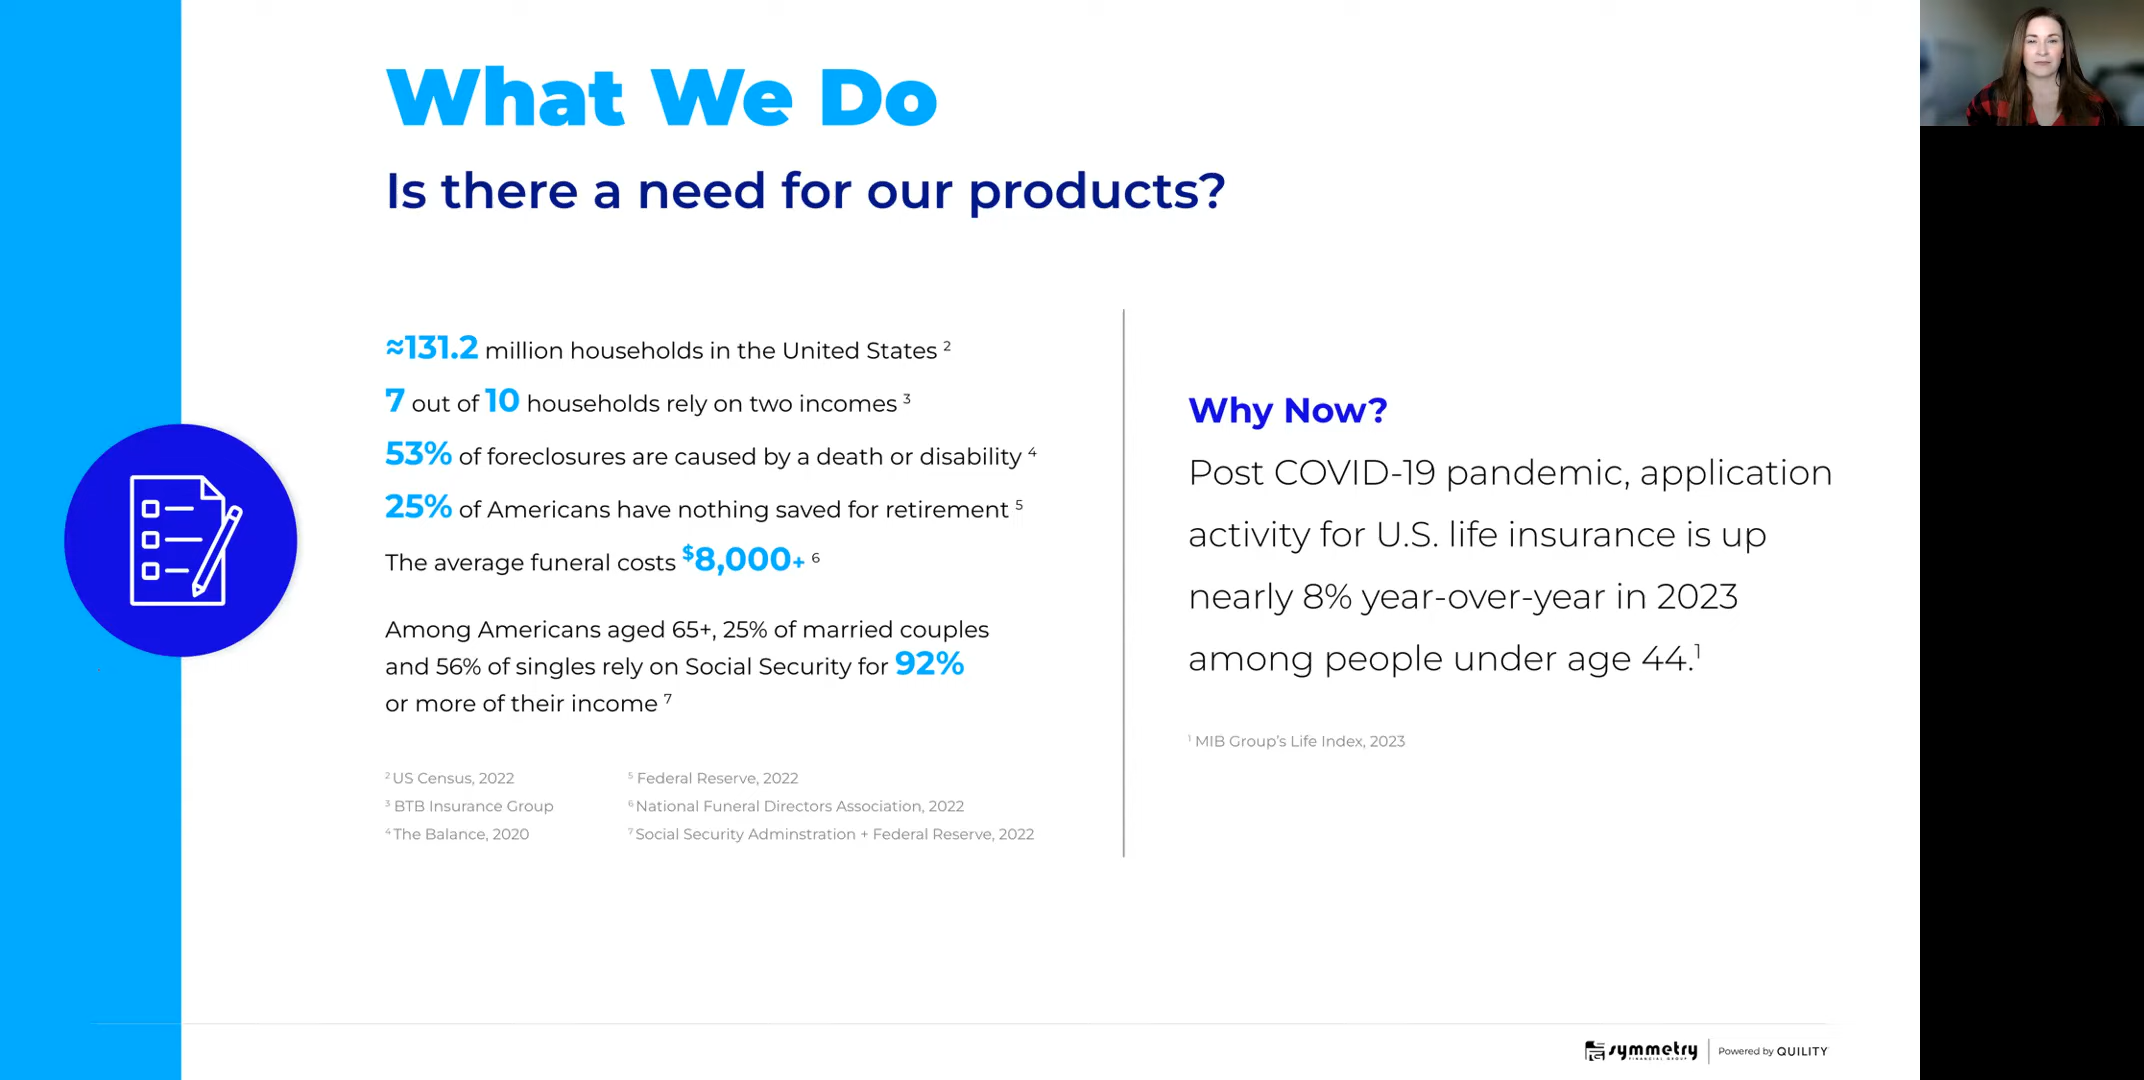 What We Do
Is there a need for our products?
≈131.2 million households in the United States 2
7 out of 10 households rely on two incomes 3
53% of foreclosures are caused by a death or disability 4
25% of Americans have nothing saved for retirement 5
The average funeral costs $8,000+ 6
Among Americans aged 65+, 25% of married couples
and 56% of singles rely on Social Security for 92%
or more of their income 7
2 US Census, 2022
3 BTB Insurance Group
4 The Balance, 2020
5 Federal Reserve, 2022
6 National Funeral Directors Association, 2022
7 Social Security Adminstration + Federal Reserve, 2022
Why Now?
Post COVID-19 pandemic, application
activity for U.S. life insurance is up
nearly 8% year-over-year in 2023
among people under age 44.1
1 MIB Group's Life Index, 2023
symmetry
FINANCIAL GROUP
Powered by QUILITY